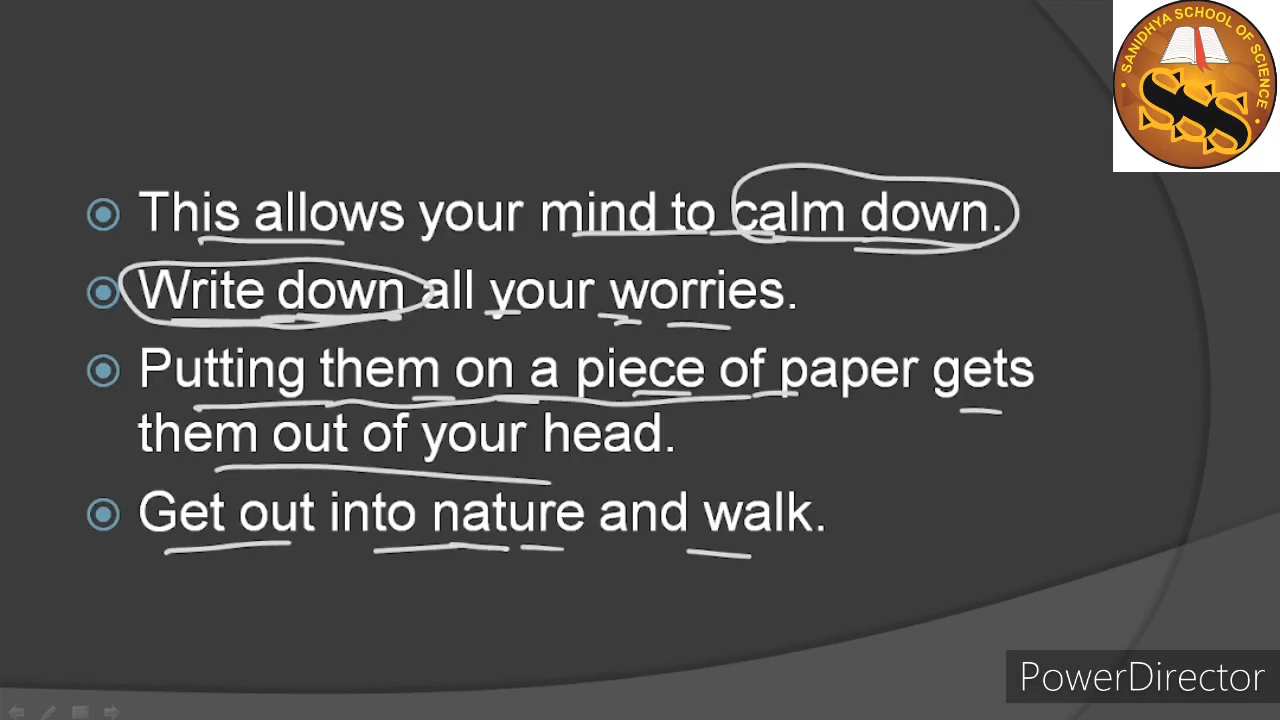 SANIDHYA SCHOOL OF SCIENCE
SSS
This allows your mind to calm down.
Write down all your worries.
Putting them on a piece of paper gets
them out of your head.
Get out into nature and walk.
PowerDirector